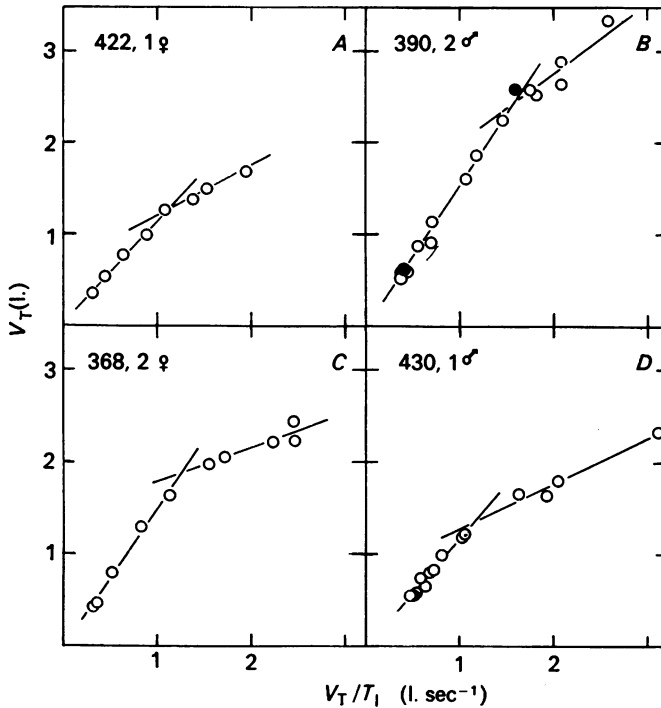 422, 1♀ A
390, 2♂ B
3
2
1
V_T (l.)
368, 2♀ C
430, 1♂ D
3
2
1
1 2 1 2
V_T/T_I (l. sec⁻¹)